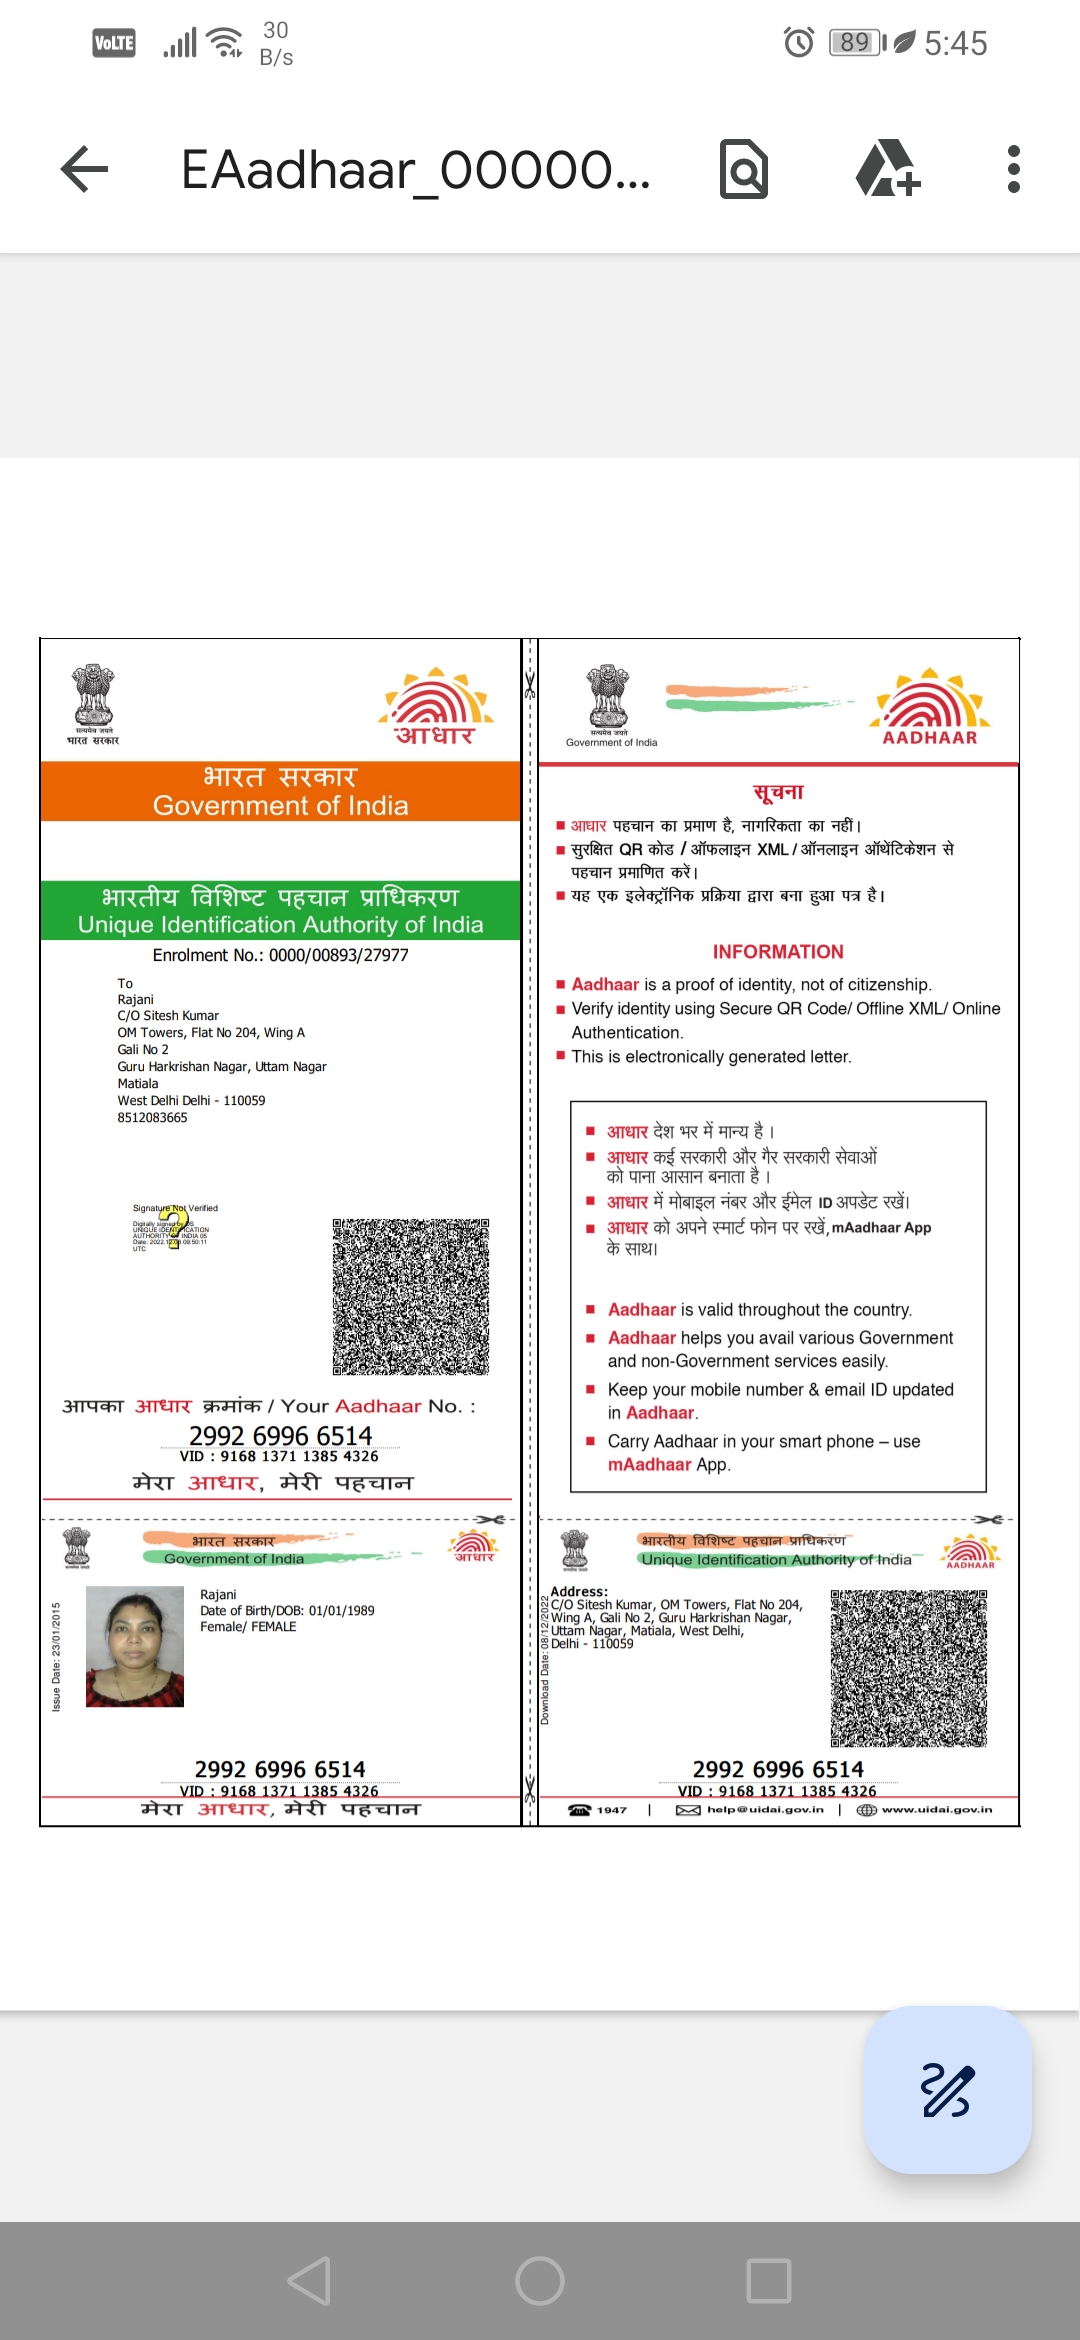 VoLTE
30
B/s
89
5:45
EAadhaar_00000...
सत्यमेव जयते
भारत सरकार
आधार
भारत सरकार
Government of India
भारतीय विशिष्ट पहचान प्राधिकरण
Unique Identification Authority of India
Enrolment No.: 0000/00893/27977
To
Rajani
C/O Sitesh Kumar
OM Towers, Flat No 204, Wing A
Gali No 2
Guru Harkrishan Nagar, Uttam Nagar
Matiala
West Delhi Delhi - 110059
8512083665
Signature Not Verified
Digitally signed by DS
UNIQUE IDENTIFICATION
AUTHORITY OF INDIA 05
Date: 2022.12.08 09:50:11
UTC
आपका आधार क्रमांक / Your Aadhaar No. :
2992 6996 6514
VID : 9168 1371 1385 4326
मेरा आधार, मेरी पहचान
सत्यमेव जयते
Government of India
AADHAAR
सूचना
आधार पहचान का प्रमाण है, नागरिकता का नहीं।
सुरक्षित QR कोड / ऑफलाइन XML / ऑनलाइन ऑथेंटिकेशन से
पहचान प्रमाणित करें।
यह एक इलेक्ट्रॉनिक प्रक्रिया द्वारा बना हुआ पत्र है।
INFORMATION
Aadhaar is a proof of identity, not of citizenship.
Verify identity using Secure QR Code/ Offline XML/ Online
Authentication.
This is electronically generated letter.
आधार देश भर में मान्य है।
आधार कई सरकारी और गैर सरकारी सेवाओं
को पाना आसान बनाता है।
आधार में मोबाइल नंबर और ईमेल ID अपडेट रखें।
आधार को अपने स्मार्ट फोन पर रखें, mAadhaar App
के साथ।
Aadhaar is valid throughout the country.
Aadhaar helps you avail various Government
and non-Government services easily.
Keep your mobile number & email ID updated
in Aadhaar.
Carry Aadhaar in your smart phone – use
mAadhaar App.
भारत सरकार
Government of India
आधार
Issue Date: 23/01/2015
Rajani
Date of Birth/DOB: 01/01/1989
Female/ FEMALE
2992 6996 6514
VID : 9168 1371 1385 4326
मेरा आधार, मेरी पहचान
भारतीय विशिष्ट पहचान प्राधिकरण
Unique Identification Authority of India
AADHAAR
Download Date: 08/12/2022
Address:
C/O Sitesh Kumar, OM Towers, Flat No 204,
Wing A, Gali No 2, Guru Harkrishan Nagar,
Uttam Nagar, Matiala, West Delhi,
Delhi - 110059
2992 6996 6514
VID : 9168 1371 1385 4326
1947 | help@uidai.gov.in | www.uidai.gov.in